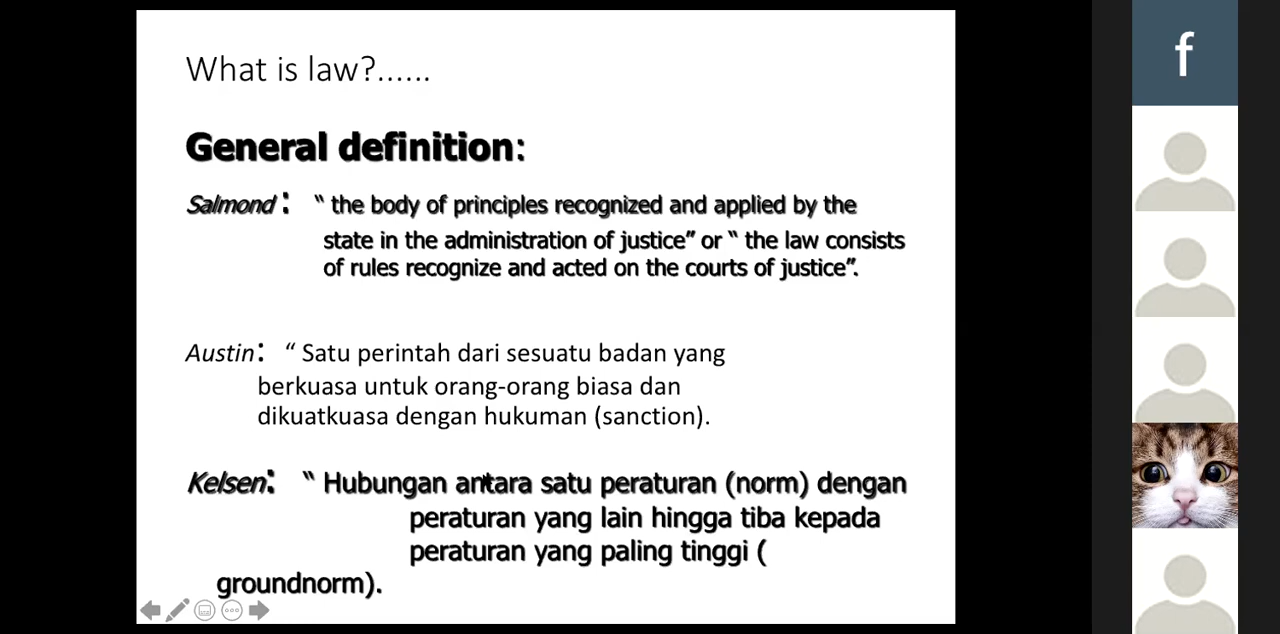 What is law?......
General definition:
Salmond : “ the body of principles recognized and applied by the
state in the administration of justice” or “ the law consists
of rules recognize and acted on the courts of justice”.
Austin: “ Satu perintah dari sesuatu badan yang
berkuasa untuk orang-orang biasa dan
dikuatkuasa dengan hukuman (sanction).
Kelsen: “ Hubungan antara satu peraturan (norm) dengan
peraturan yang lain hingga tiba kepada
peraturan yang paling tinggi (
groundnorm).
f